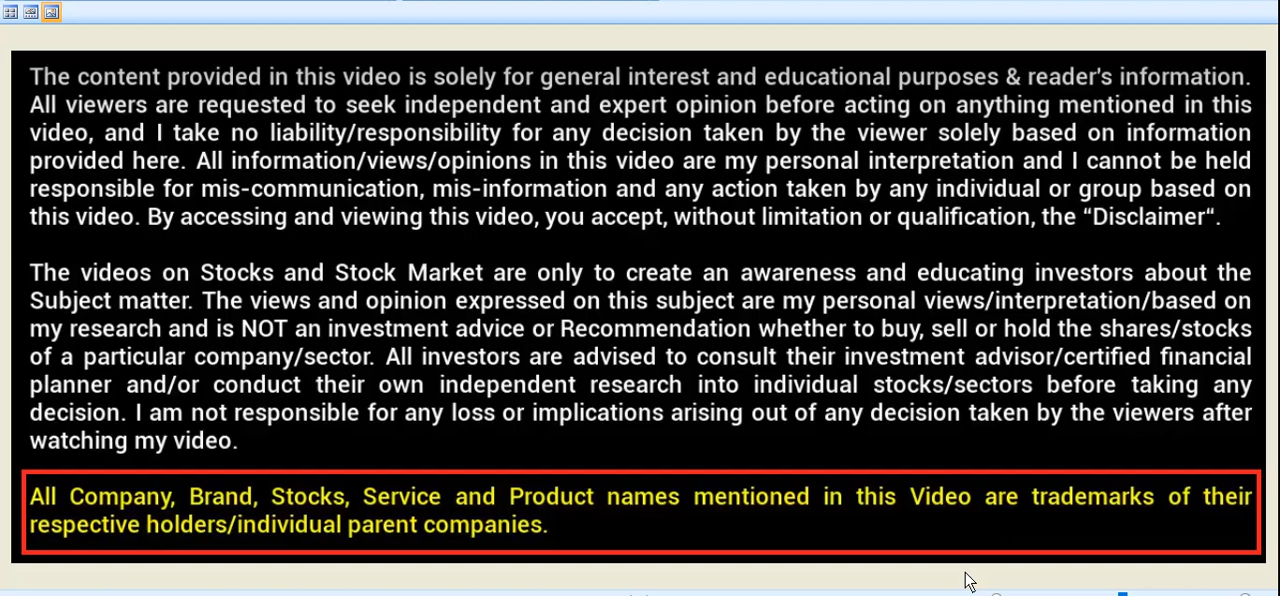 The content provided in this video is solely for general interest and educational purposes & reader's information.
All viewers are requested to seek independent and expert opinion before acting on anything mentioned in this
video, and I take no liability/responsibility for any decision taken by the viewer solely based on information
provided here. All information/views/opinions in this video are my personal interpretation and I cannot be held
responsible for mis-communication, mis-information and any action taken by any individual or group based on
this video. By accessing and viewing this video, you accept, without limitation or qualification, the “Disclaimer“.
The videos on Stocks and Stock Market are only to create an awareness and educating investors about the
Subject matter. The views and opinion expressed on this subject are my personal views/interpretation/based on
my research and is NOT an investment advice or Recommendation whether to buy, sell or hold the shares/stocks
of a particular company/sector. All investors are advised to consult their investment advisor/certified financial
planner and/or conduct their own independent research into individual stocks/sectors before taking any
decision. I am not responsible for any loss or implications arising out of any decision taken by the viewers after
watching my video.
All Company, Brand, Stocks, Service and Product names mentioned in this Video are trademarks of their
respective holders/individual parent companies.